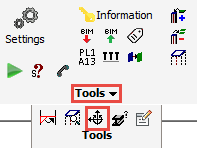 Information
Settings
BIM BIM
PL1
A13
s?
Tools
Tools